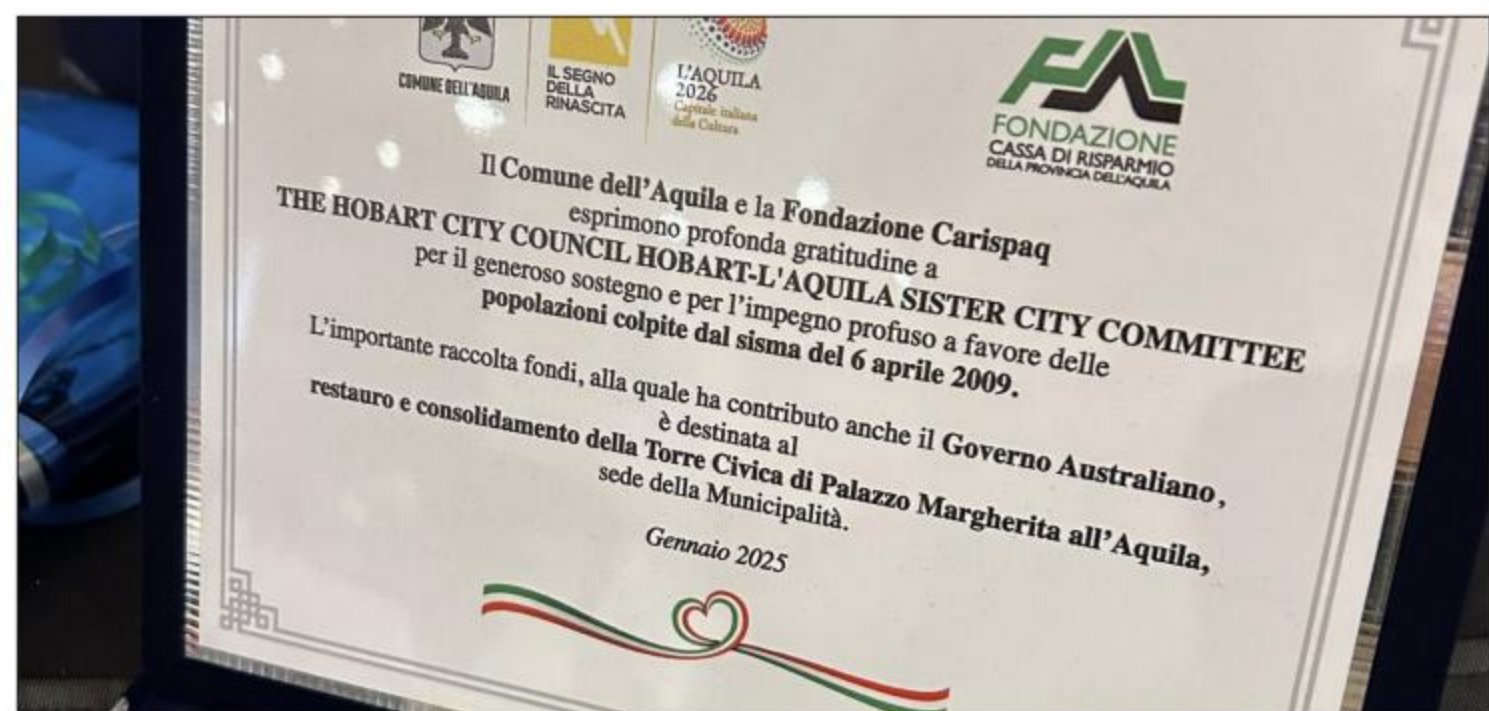 COMUNE DELL'AQUILA
IL SEGNO
DELLA
RINASCITA
L'AQUILA
2026
Capitale italiana
della Cultura
FONDAZIONE
CASSA DI RISPARMIO
DELLA PROVINCIA DELL'AQUILA
Il Comune dell'Aquila e la Fondazione Carispaq
esprimono profonda gratitudine a
THE HOBART CITY COUNCIL HOBART-L'AQUILA SISTER CITY COMMITTEE
per il generoso sostegno e per l'impegno profuso a favore delle
popolazioni colpite dal sisma del 6 aprile 2009.
L'importante raccolta fondi, alla quale ha contributo anche il Governo Australiano,
è destinata al
restauro e consolidamento della Torre Civica di Palazzo Margherita all'Aquila,
sede della Municipalità.
Gennaio 2025